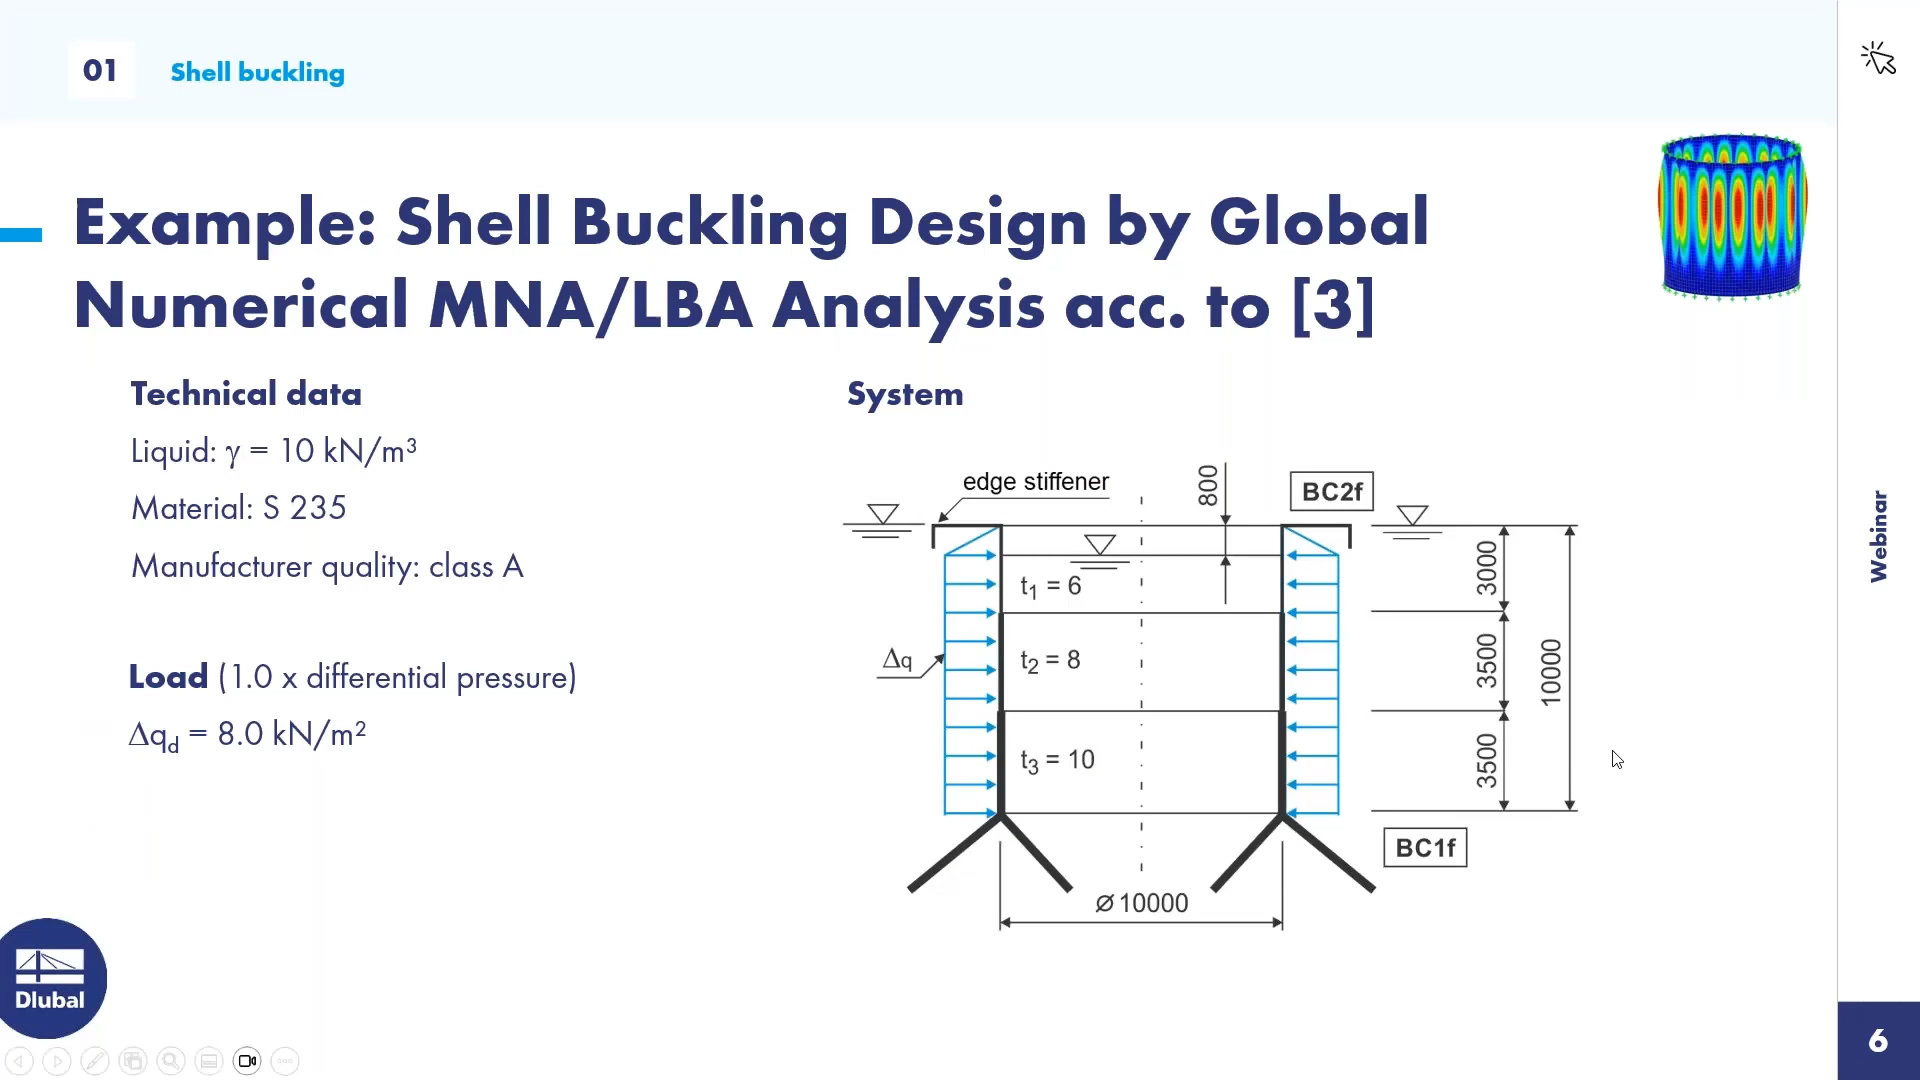 01
Shell buckling
Example: Shell Buckling Design by Global
Numerical MNA/LBA Analysis acc. to [3]
Technical data
Liquid: γ = 10 kN/m³
Material: S 235
Manufacturer quality: class A
Load (1.0 x differential pressure)
Δq_d = 8.0 kN/m²
System
edge stiffener
800
BC2f
t₁ = 6
3000
Δq
t₂ = 8
3500
10000
t₃ = 10
3500
BC1f
⌀ 10000
Webinar
Dlubal
6